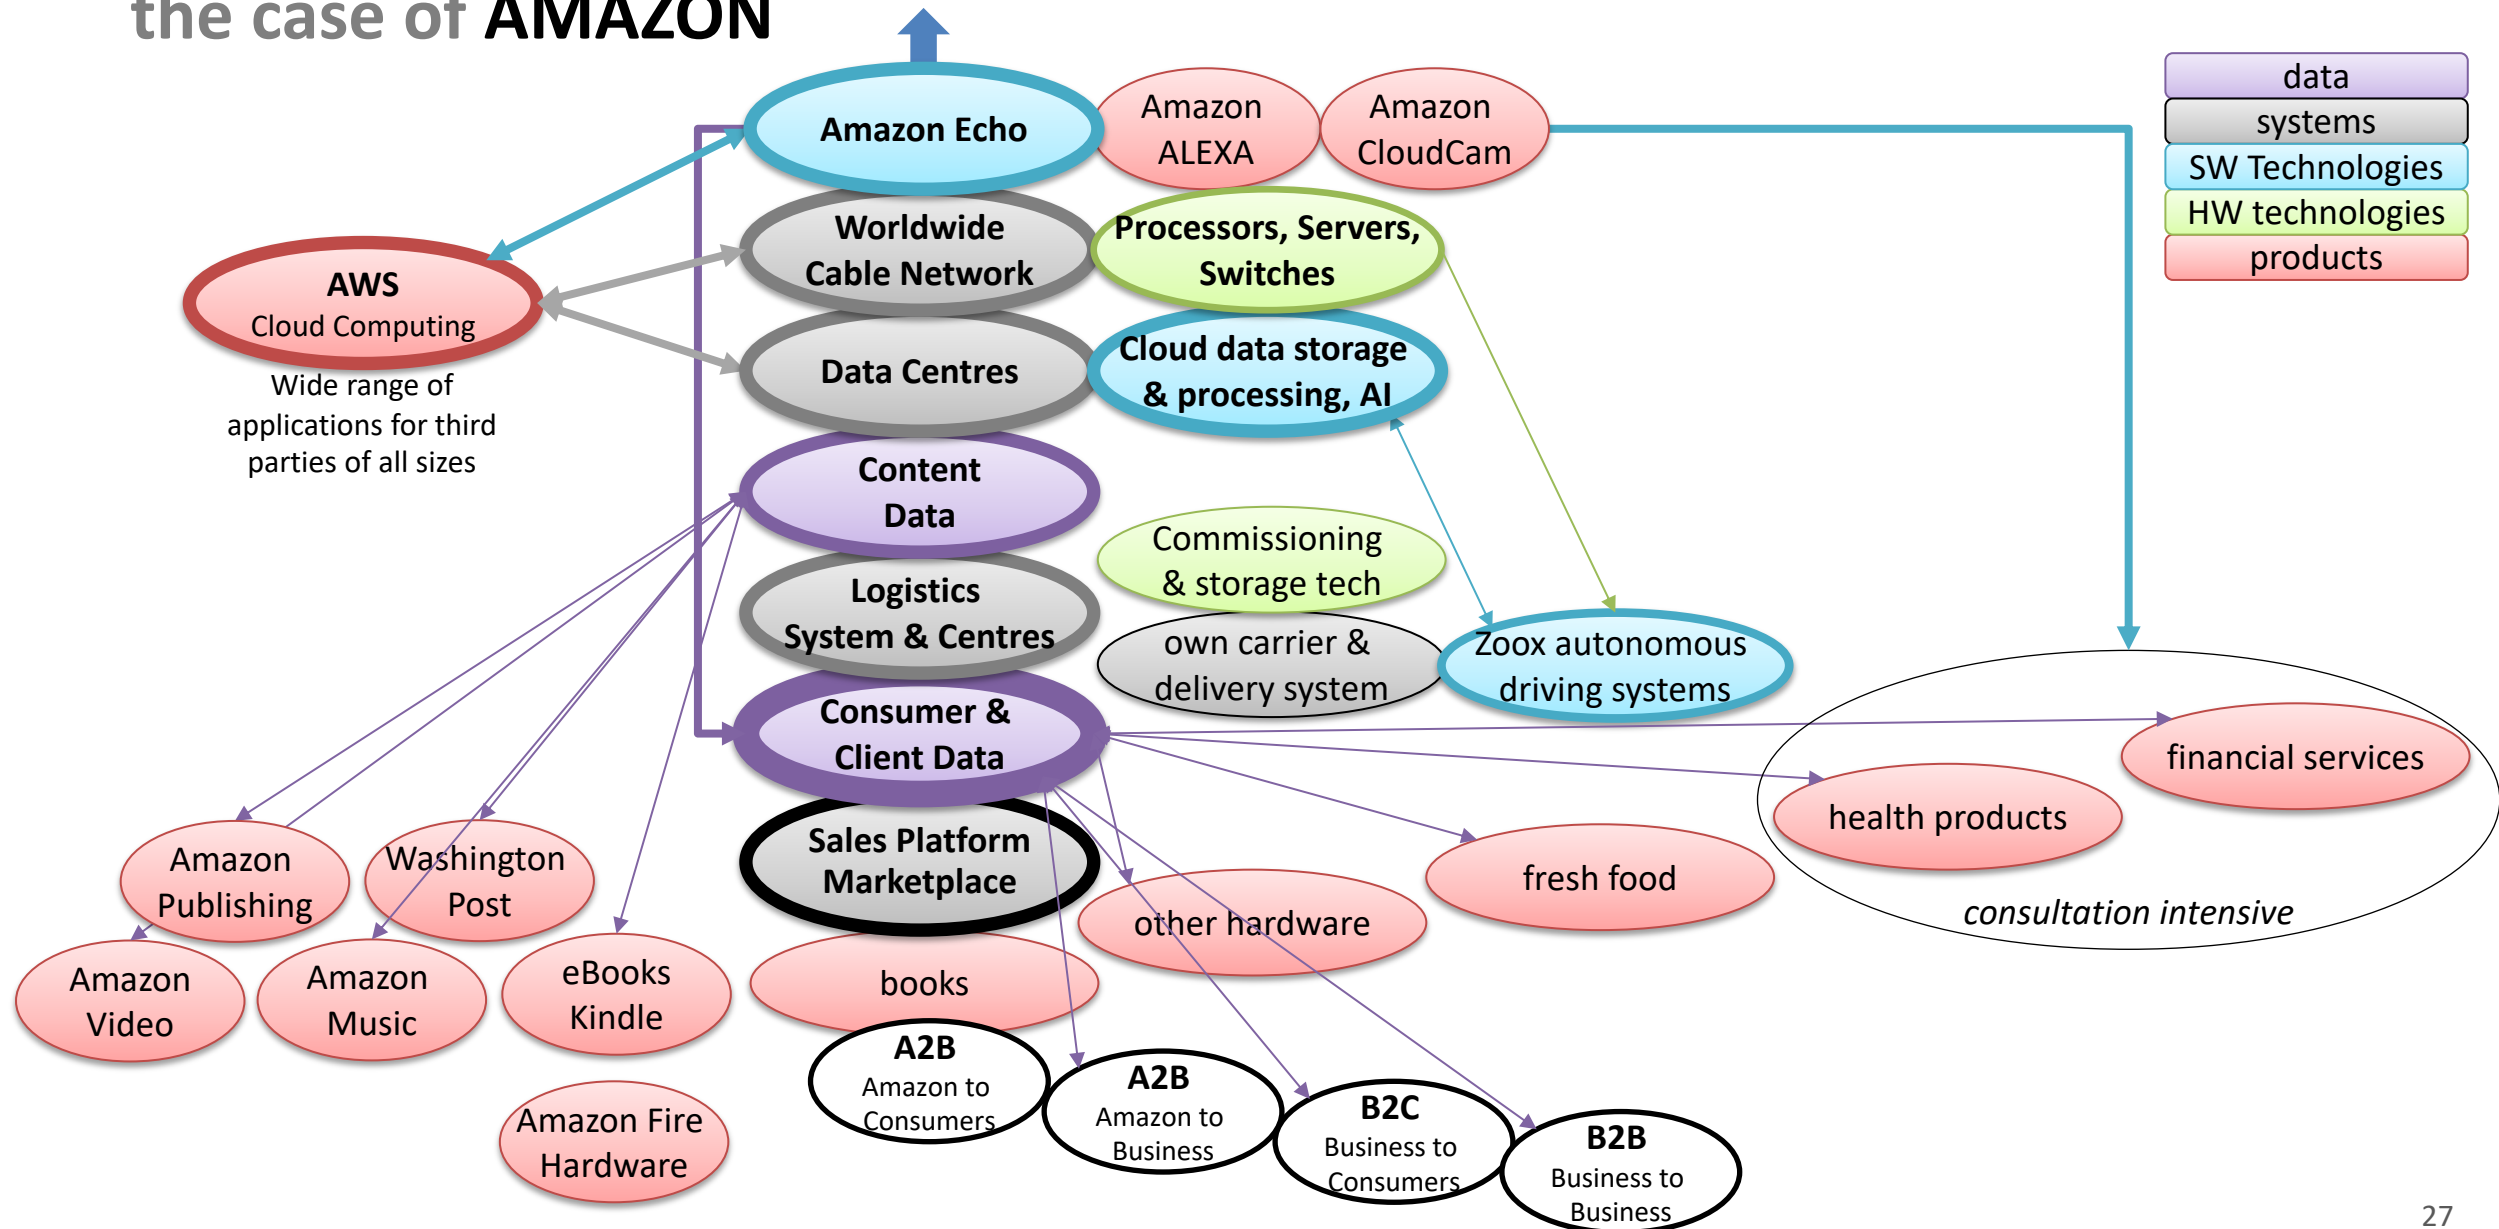 the case of AMAZON
Amazon Echo
Amazon
ALEXA
Amazon
CloudCam
data
systems
SW Technologies
HW technologies
products
Worldwide
Cable Network
Processors, Servers,
Switches
AWS
Cloud Computing
Wide range of
applications for third
parties of all sizes
Data Centres
Cloud data storage
& processing, AI
Content
Data
Commissioning
& storage tech
Logistics
System & Centres
own carrier &
delivery system
Zoox autonomous
driving systems
Consumer &
Client Data
financial services
health products
consultation intensive
Sales Platform
Marketplace
fresh food
other hardware
Amazon
Publishing
Washington
Post
Amazon
Video
Amazon
Music
eBooks
Kindle
books
Amazon Fire
Hardware
A2B
Amazon to
Consumers
A2B
Amazon to
Business
B2C
Business to
Consumers
B2B
Business to
Business
27